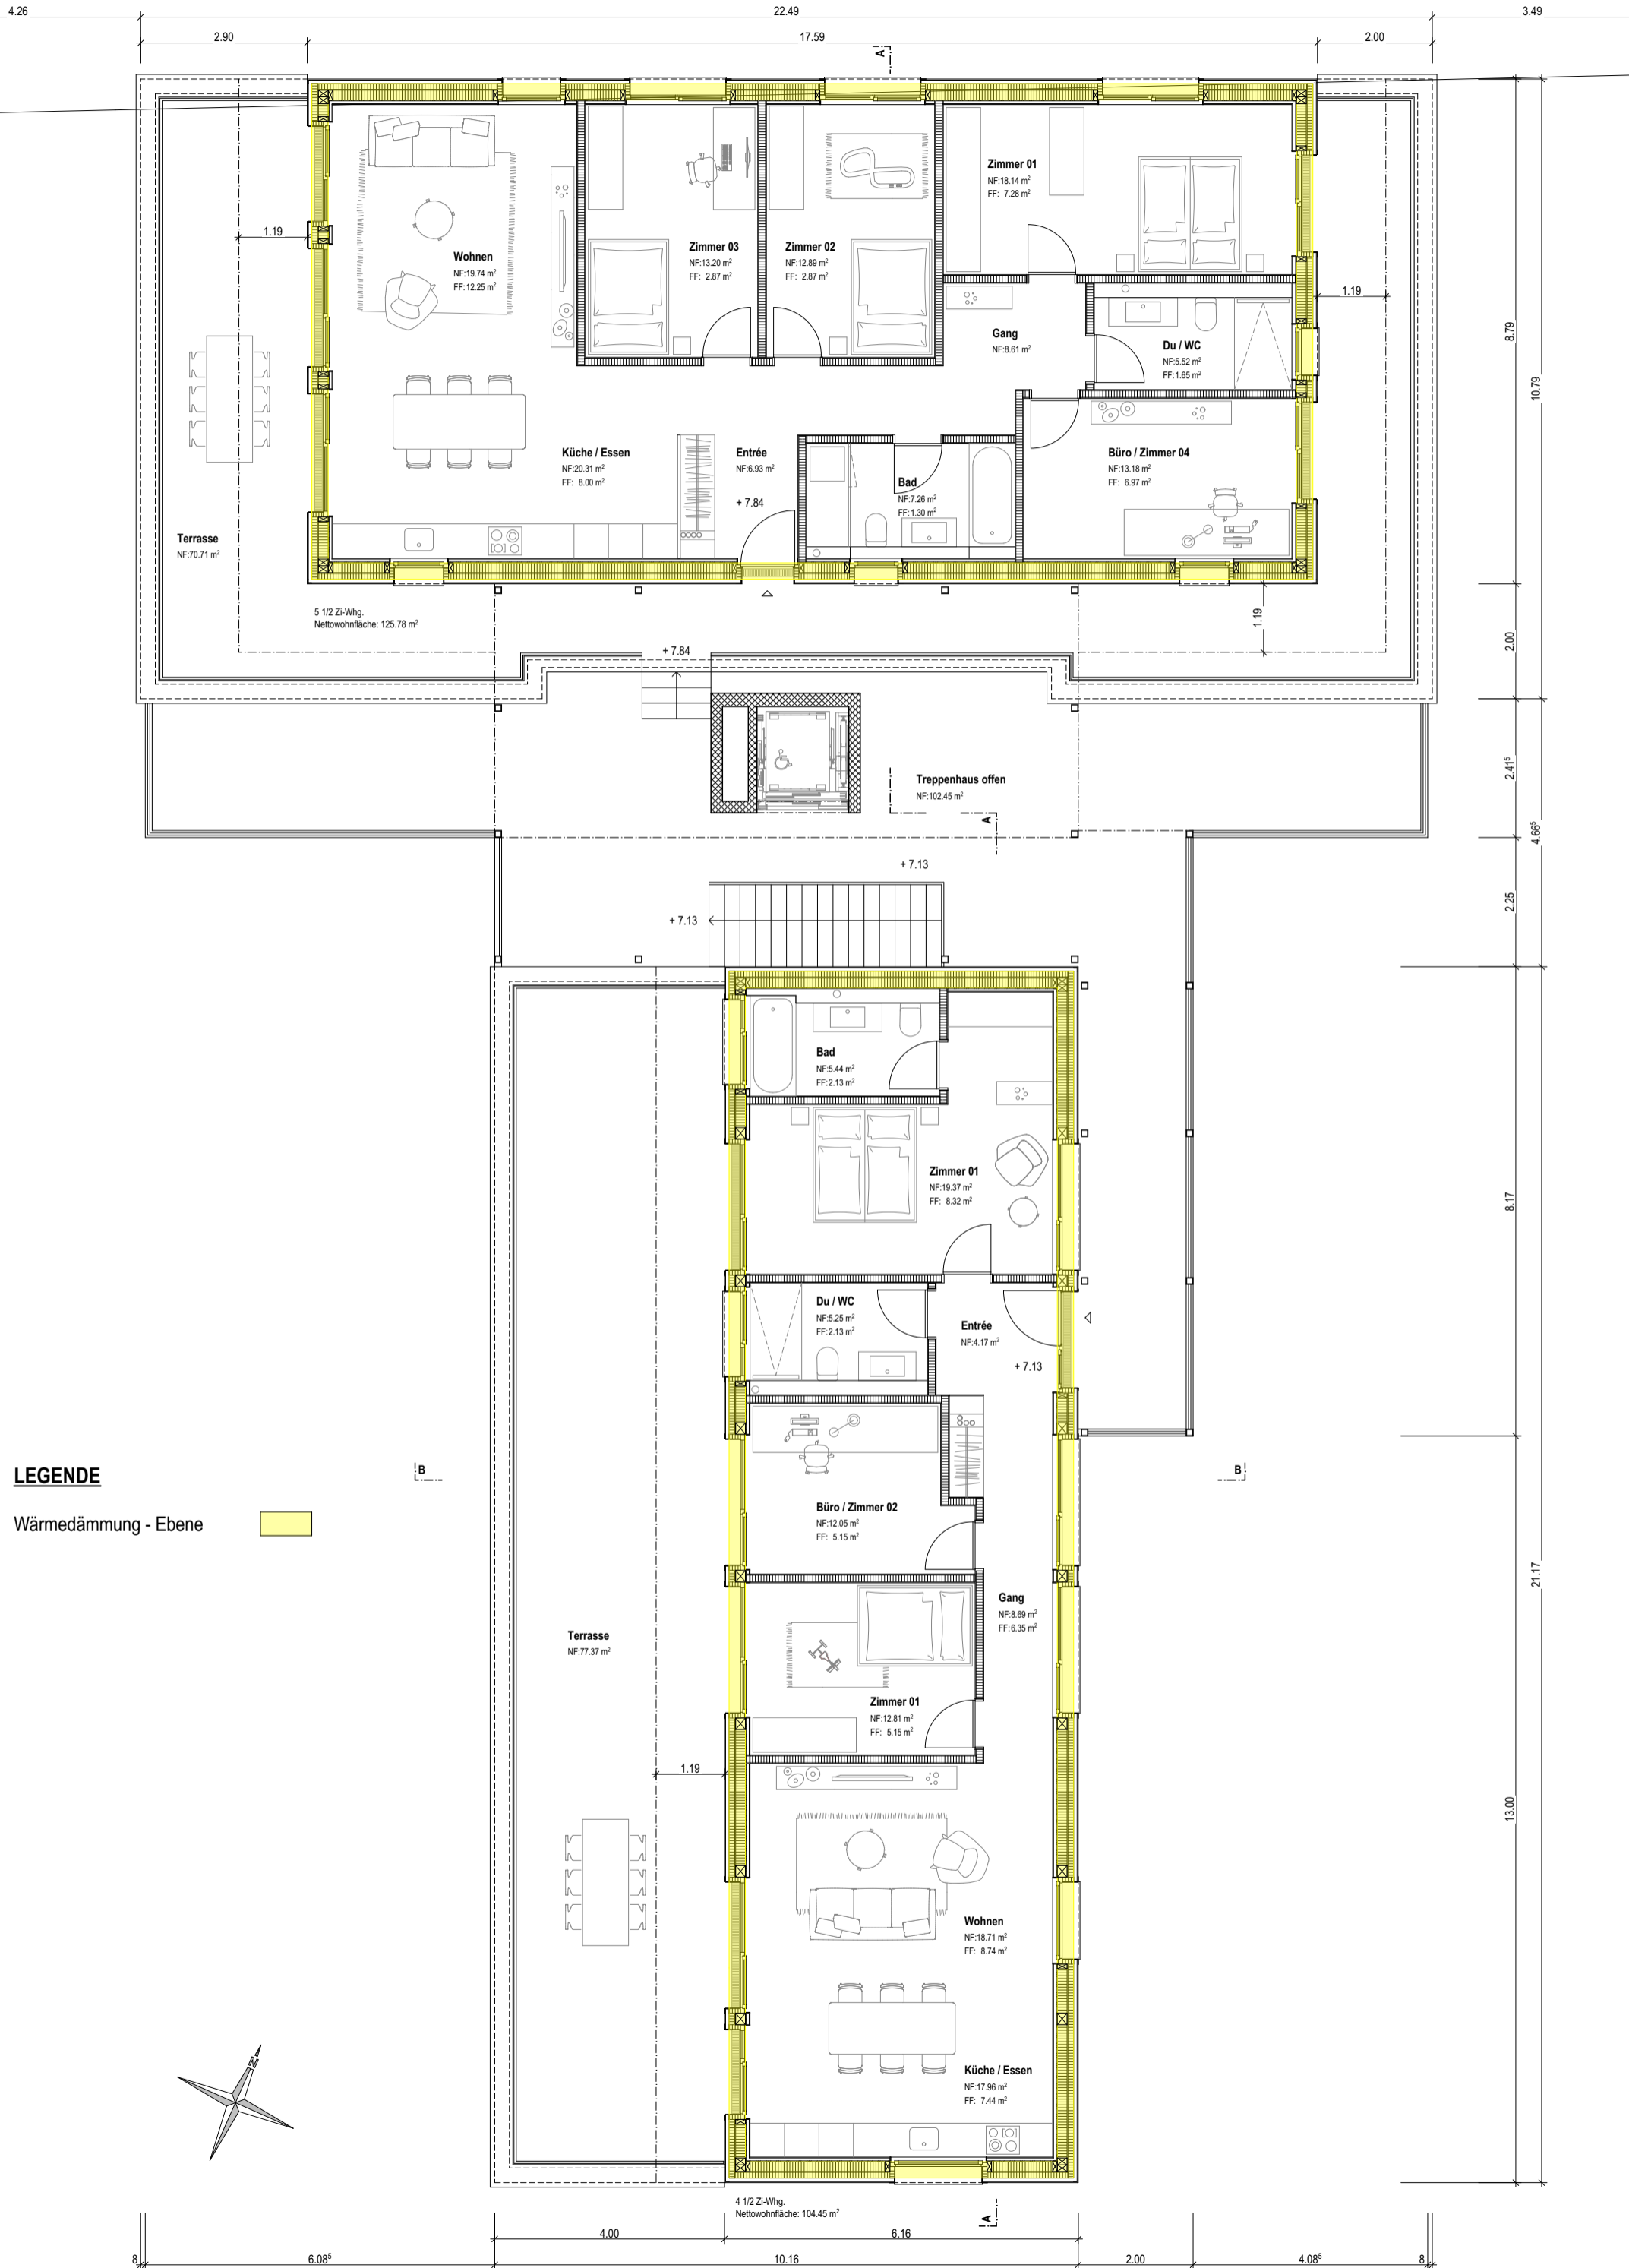 4.26
22.49
3.49
2.90
17.59
2.00
A
Zimmer 01
NF:18.14 m²
FF: 7.28 m²
1.19
Wohnen
NF:19.74 m²
FF:12.25 m²
Zimmer 03
NF:13.20 m²
FF: 2.87 m²
Zimmer 02
NF:12.89 m²
FF: 2.87 m²
1.19
Gang
NF:8.61 m²
Du / WC
NF:5.52 m²
FF:1.65 m²
8.79
10.79
Küche / Essen
NF:20.31 m²
FF: 8.00 m²
Entrée
NF:6.93 m²
+ 7.84
Bad
NF:7.26 m²
FF:1.30 m²
Büro / Zimmer 04
NF:13.18 m²
FF: 6.97 m²
Terrasse
NF:70.71 m²
5 1/2 Zi-Whg.
Nettowohnfläche: 125.78 m²
1.19
2.00
+ 7.84
Treppenhaus offen
NF:102.45 m²
A
2.41⁵
4.66⁵
+ 7.13
2.25
+ 7.13
Bad
NF:5.44 m²
FF:2.13 m²
Zimmer 01
NF:19.37 m²
FF: 8.32 m²
8.17
Du / WC
NF:5.25 m²
FF:2.13 m²
Entrée
NF:4.17 m²
+ 7.13
LEGENDE
B
B
Wärmedämmung - Ebene
Büro / Zimmer 02
NF:12.05 m²
FF: 5.15 m²
21.17
Gang
NF:8.69 m²
FF:6.35 m²
Terrasse
NF:77.37 m²
Zimmer 01
NF:12.81 m²
FF: 5.15 m²
1.19
13.00
Wohnen
NF:18.71 m²
FF: 8.74 m²
N
Küche / Essen
NF:17.96 m²
FF: 7.44 m²
4 1/2 Zi-Whg.
Nettowohnfläche: 104.45 m²
A
4.00
6.16
8
6.08⁵
10.16
2.00
4.08⁵
8